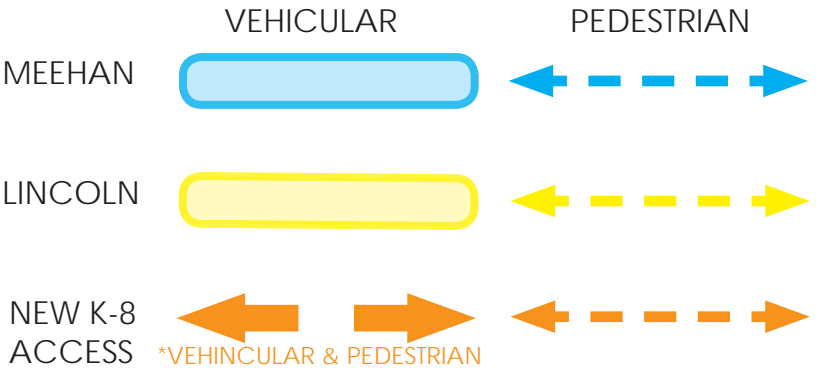 VEHICULAR PEDESTRIAN
MEEHAN
LINCOLN
NEW K-8
ACCESS
*VEHINCULAR & PEDESTRIAN